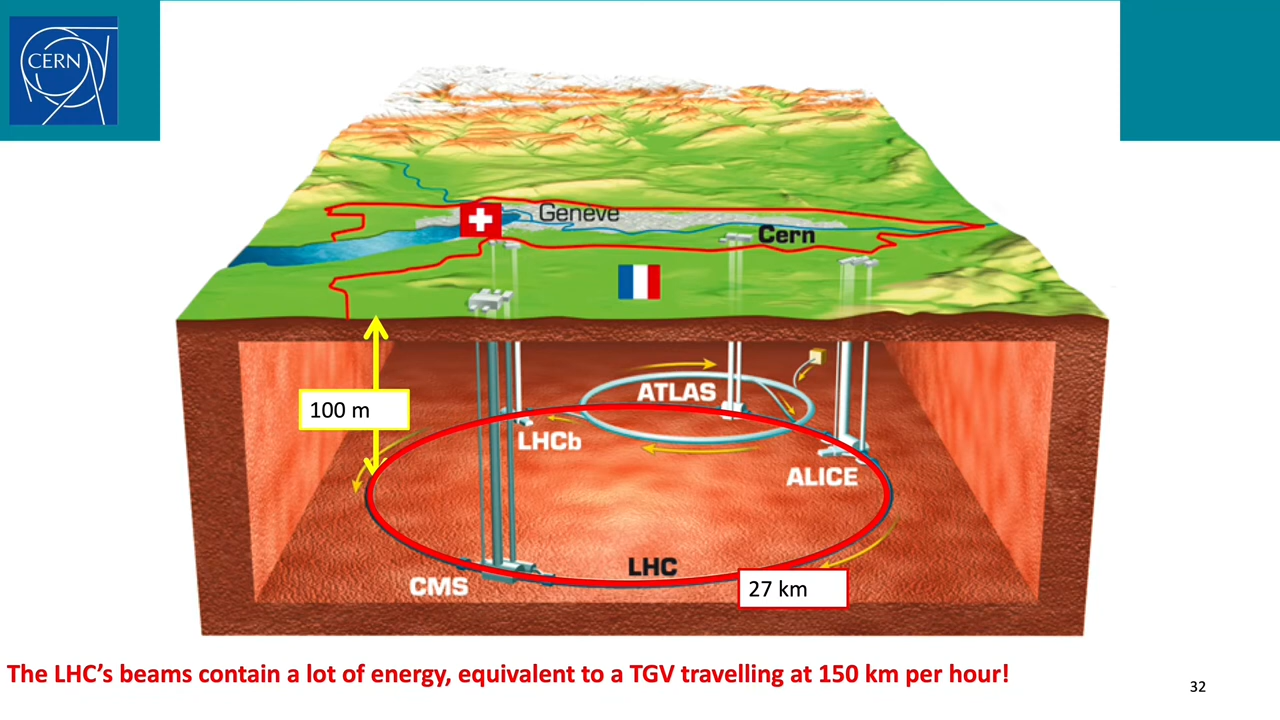 CERN
Geneve
Cern
100 m
ATLAS
LHCb
ALICE
LHC
CMS
27 km
The LHC’s beams contain a lot of energy, equivalent to a TGV travelling at 150 km per hour!
32